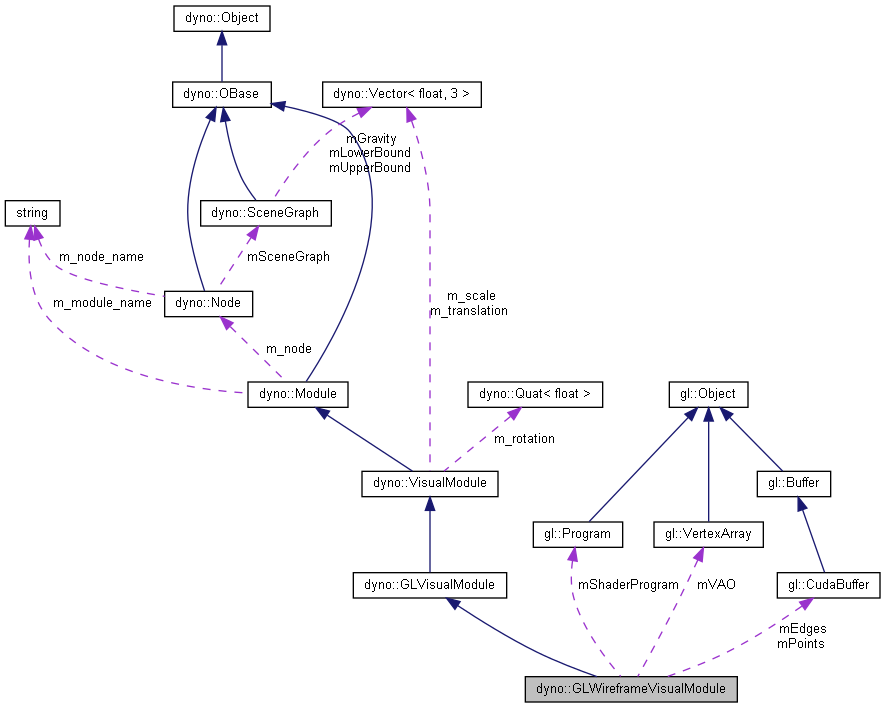 dyno::Object
dyno::OBase
dyno::Vector< float, 3 >
mGravity
mLowerBound
mUpperBound
string
dyno::SceneGraph
m_node_name
mSceneGraph
m_module_name
dyno::Node
m_scale
m_translation
m_node
dyno::Module
dyno::Quat< float >
gl::Object
m_rotation
dyno::VisualModule
gl::Buffer
gl::Program
gl::VertexArray
dyno::GLVisualModule
mShaderProgram
mVAO
gl::CudaBuffer
mEdges
mPoints
dyno::GLWireframeVisualModule